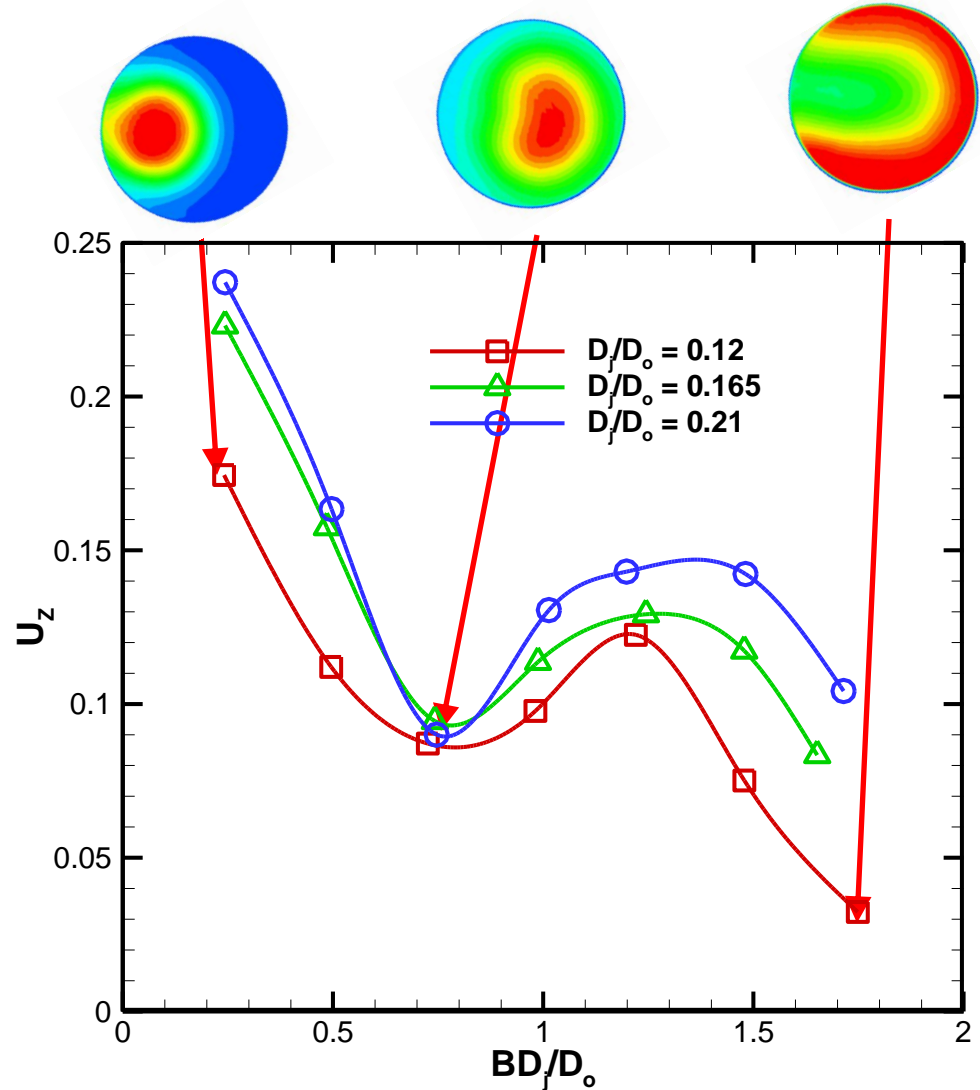 0.25
0.2
0.15
0.1
0.05
0
U_Z
D_j/D_o = 0.12
D_j/D_o = 0.165
D_j/D_o = 0.21
0 0.5 1 1.5 2
BD_j/D_o